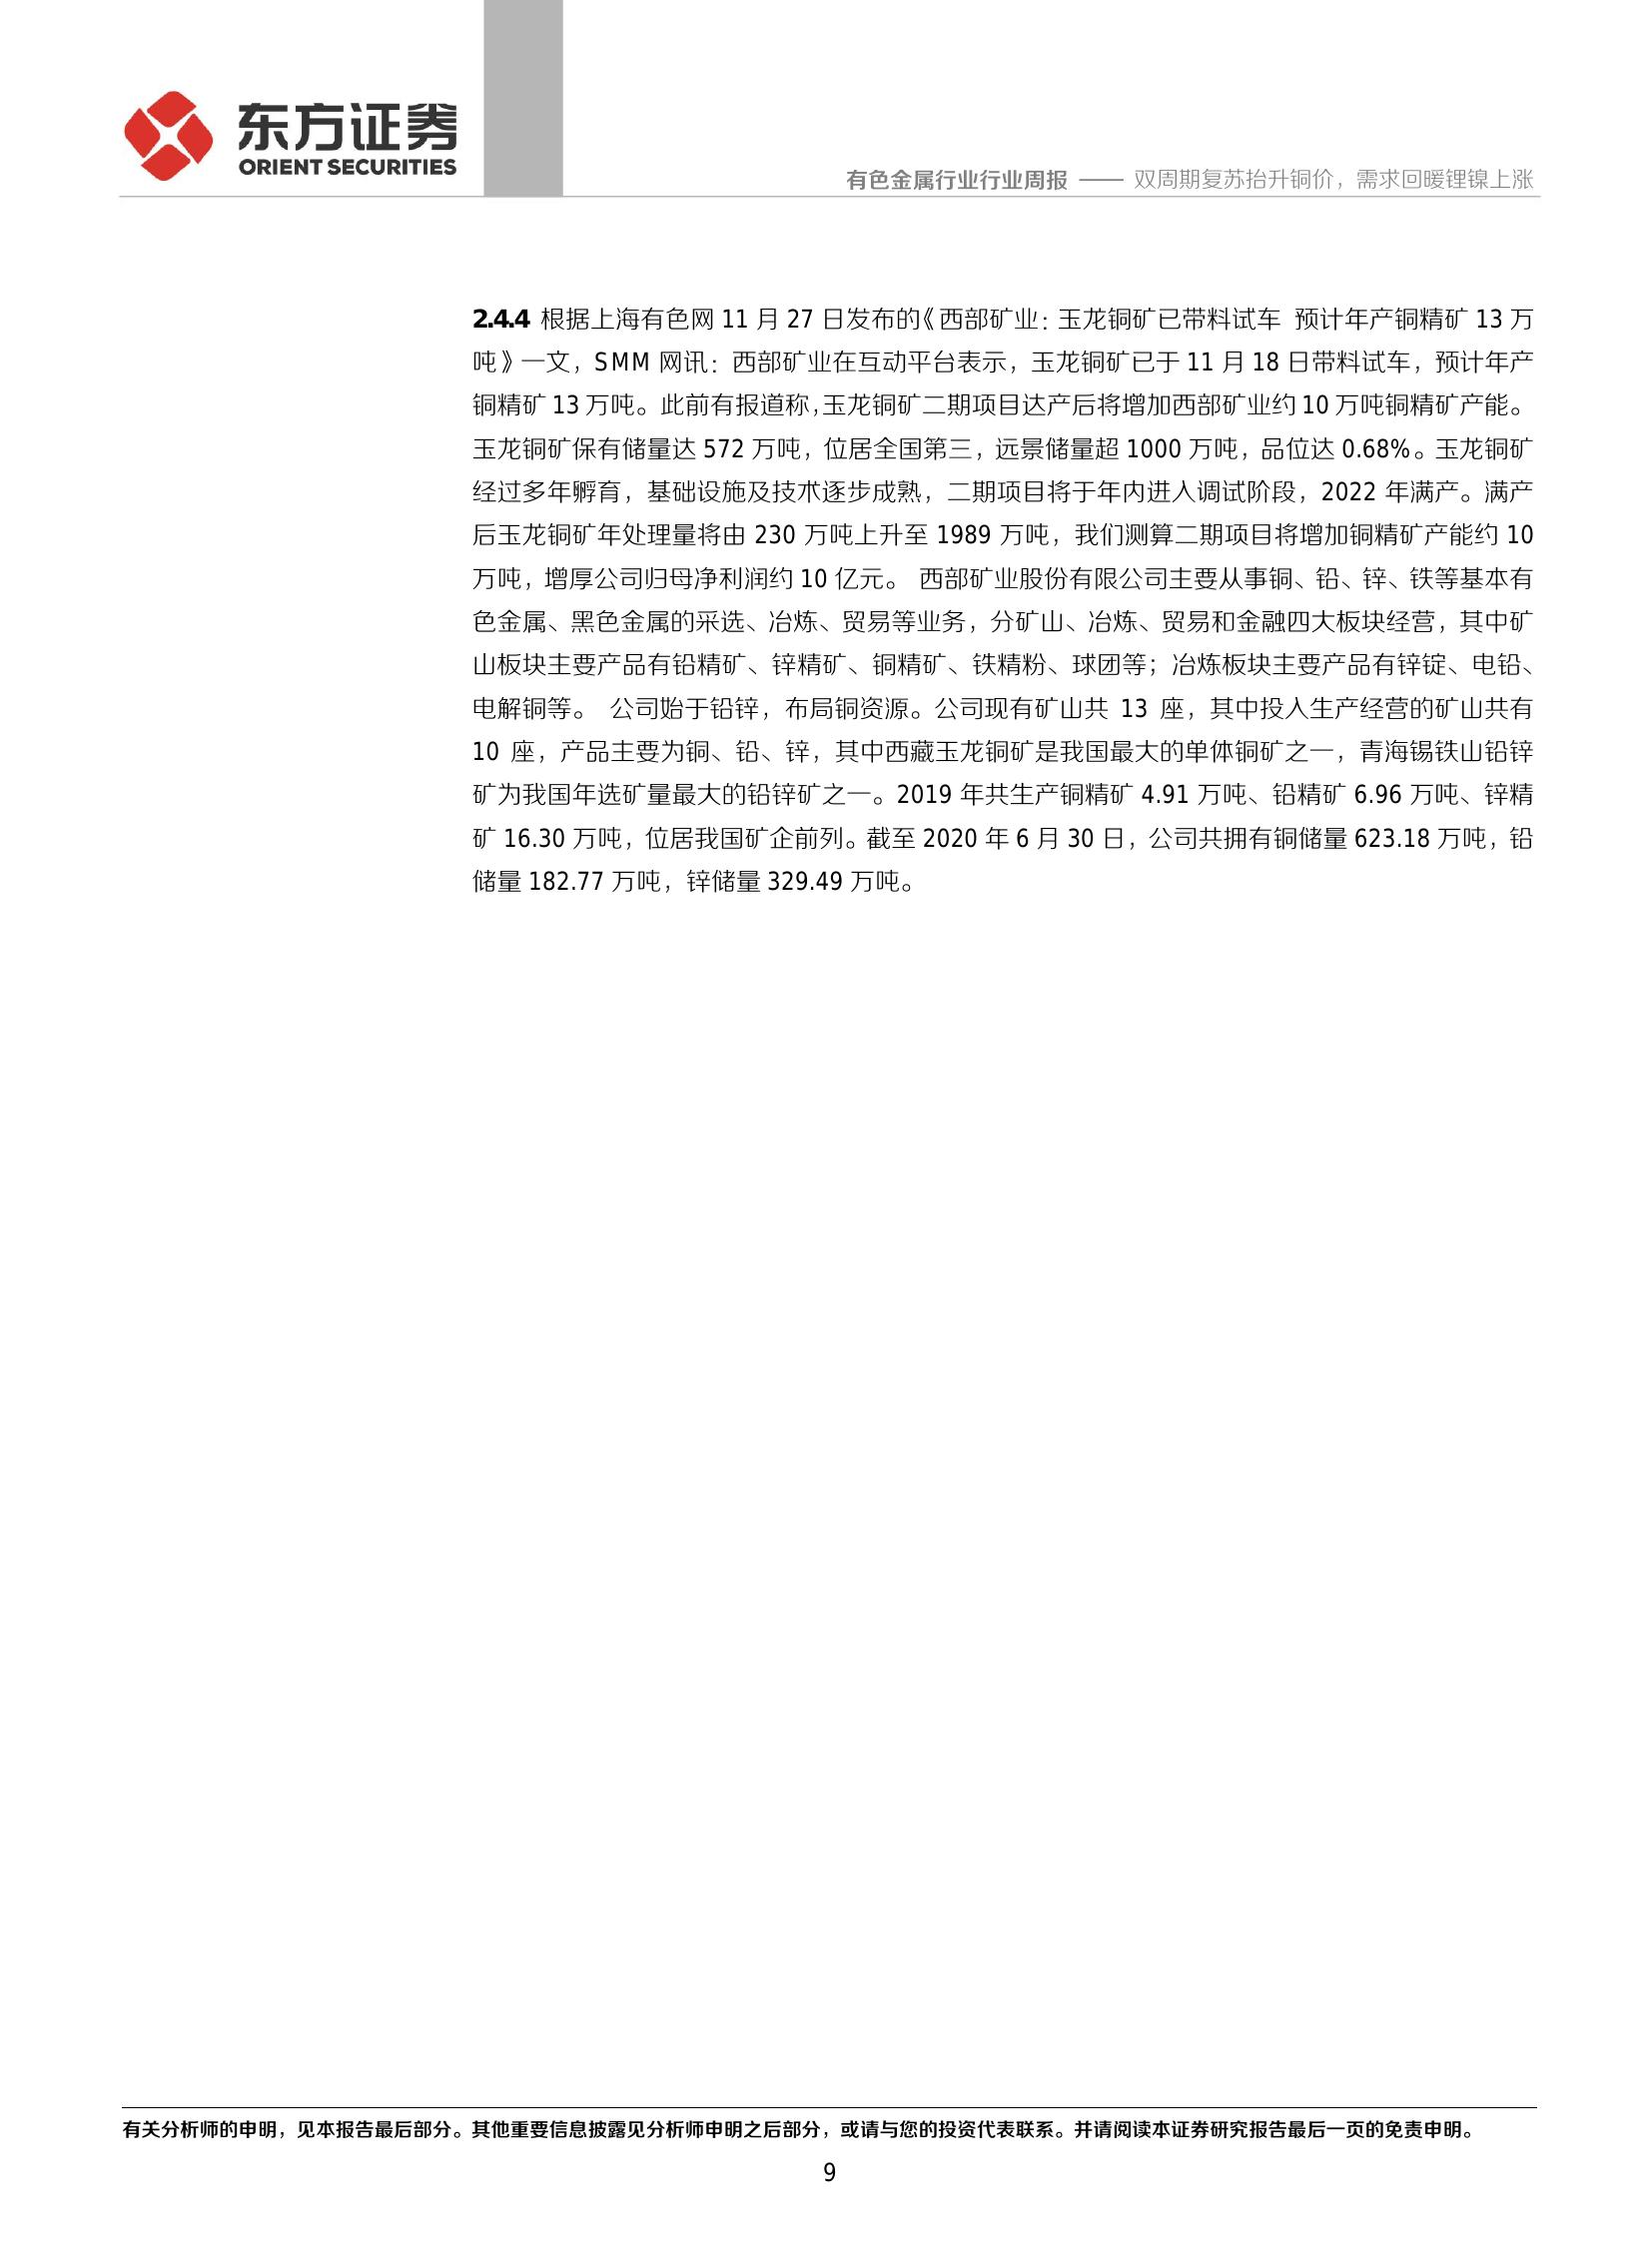 东方证券
ORIENT SECURITIES
有色金属行业行业周报 —— 双周期复苏抬升铜价，需求回暖锂镍上涨
2.4.4 根据上海有色网 11 月 27 日发布的《西部矿业：玉龙铜矿已带料试车 预计年产铜精矿 13 万
吨》一文，SMM 网讯：西部矿业在互动平台表示，玉龙铜矿已于 11 月 18 日带料试车，预计年产
铜精矿 13 万吨。此前有报道称，玉龙铜矿二期项目达产后将增加西部矿业约 10 万吨铜精矿产能。
玉龙铜矿保有储量达 572 万吨，位居全国第三，远景储量超 1000 万吨，品位达 0.68%。玉龙铜矿
经过多年孵育，基础设施及技术逐步成熟，二期项目将于年内进入调试阶段，2022 年满产。满产
后玉龙铜矿年处理量将由 230 万吨上升至 1989 万吨，我们测算二期项目将增加铜精矿产能约 10
万吨，增厚公司归母净利润约 10 亿元。 西部矿业股份有限公司主要从事铜、铅、锌、铁等基本有
色金属、黑色金属的采选、冶炼、贸易等业务，分矿山、冶炼、贸易和金融四大板块经营，其中矿
山板块主要产品有铅精矿、锌精矿、铜精矿、铁精粉、球团等；冶炼板块主要产品有锌锭、电铅、
电解铜等。 公司始于铅锌，布局铜资源。公司现有矿山共 13 座，其中投入生产经营的矿山共有
10 座，产品主要为铜、铅、锌，其中西藏玉龙铜矿是我国最大的单体铜矿之一，青海锡铁山铅锌
矿为我国年选矿量最大的铅锌矿之一。2019 年共生产铜精矿 4.91 万吨、铅精矿 6.96 万吨、锌精
矿 16.30 万吨，位居我国矿企前列。截至 2020 年 6 月 30 日，公司共拥有铜储量 623.18 万吨，铅
储量 182.77 万吨，锌储量 329.49 万吨。
有关分析师的申明，见本报告最后部分。其他重要信息披露见分析师申明之后部分，或请与您的投资代表联系。并请阅读本证券研究报告最后一页的免责申明。
9